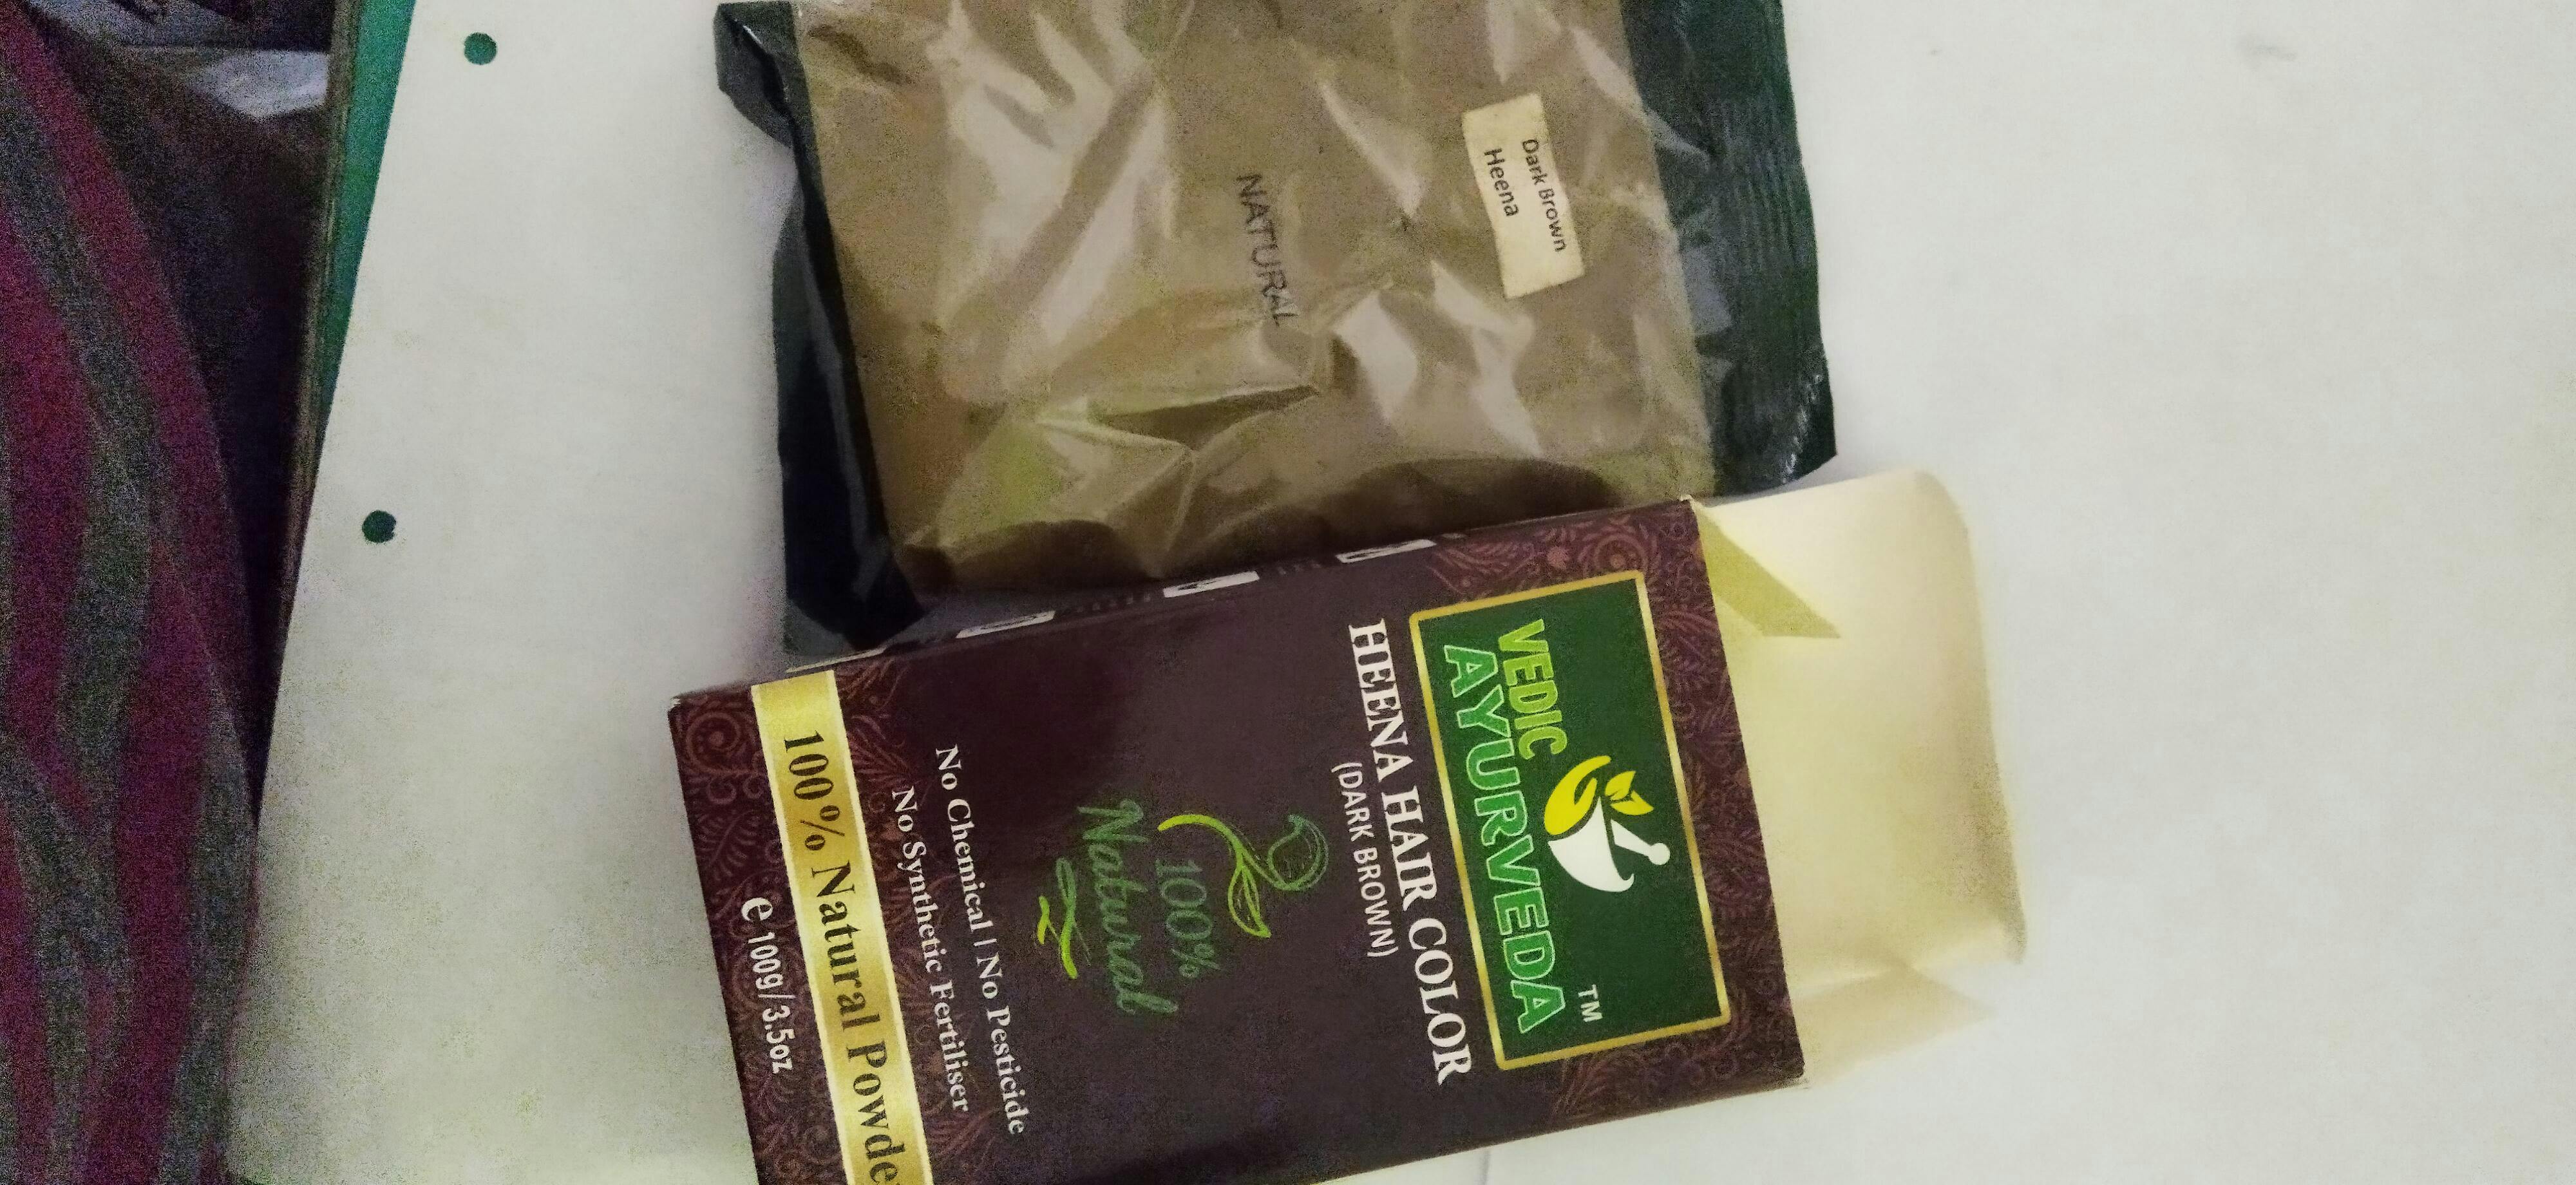 Dark Brown
Heena
NATURAL
VEDIC
AYURVEDA
TM
HEENA HAIR COLOR
(DARK BROWN)
100%
Natural
No Chemical | No Pesticide
No Synthetic Fertiliser
100% Natural Powder
e 100g/3.5oz